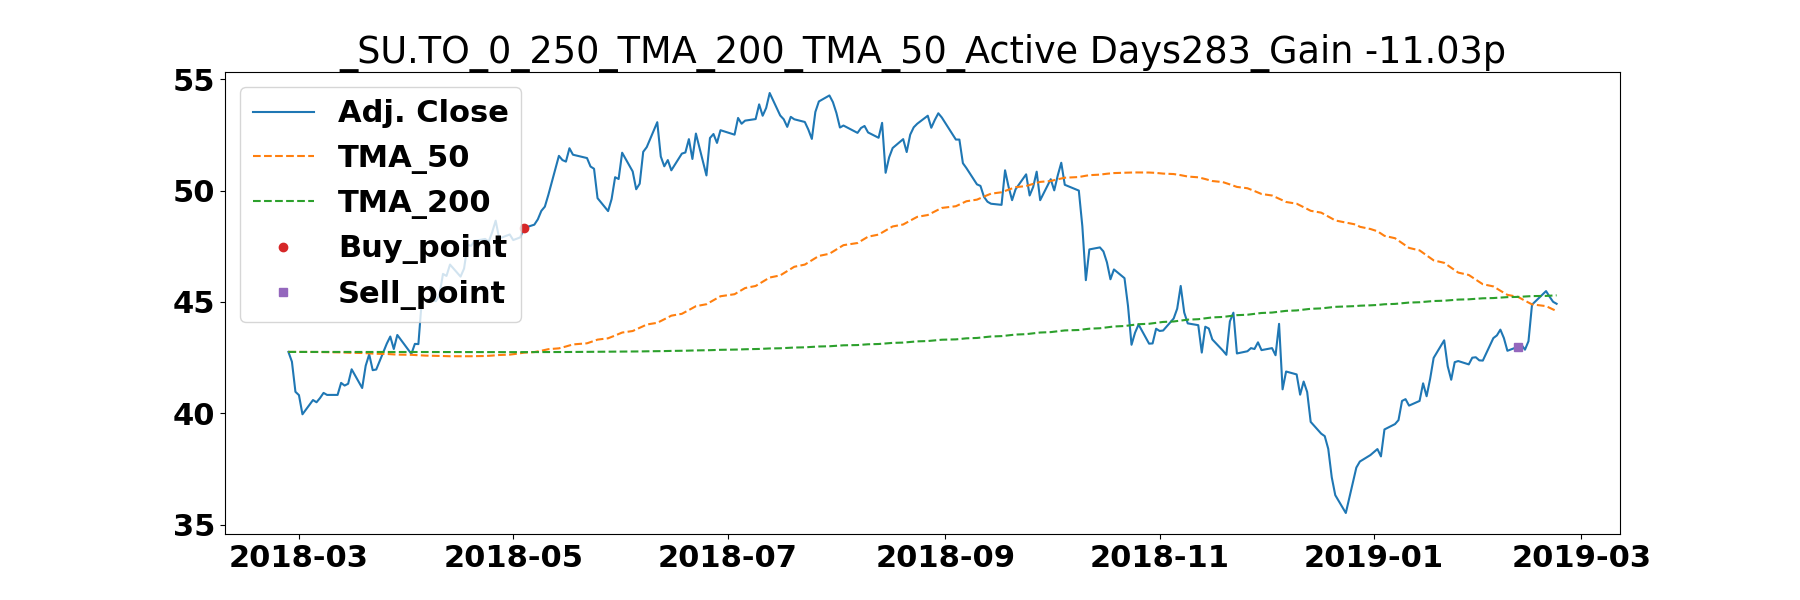 _SU.TO_0_250_TMA_200_TMA_50_Active Days283_Gain -11.03p
55
50
45
40
35
Adj. Close
TMA_50
TMA_200
Buy_point
Sell_point
2018-03 2018-05 2018-07 2018-09 2018-11 2019-01 2019-03